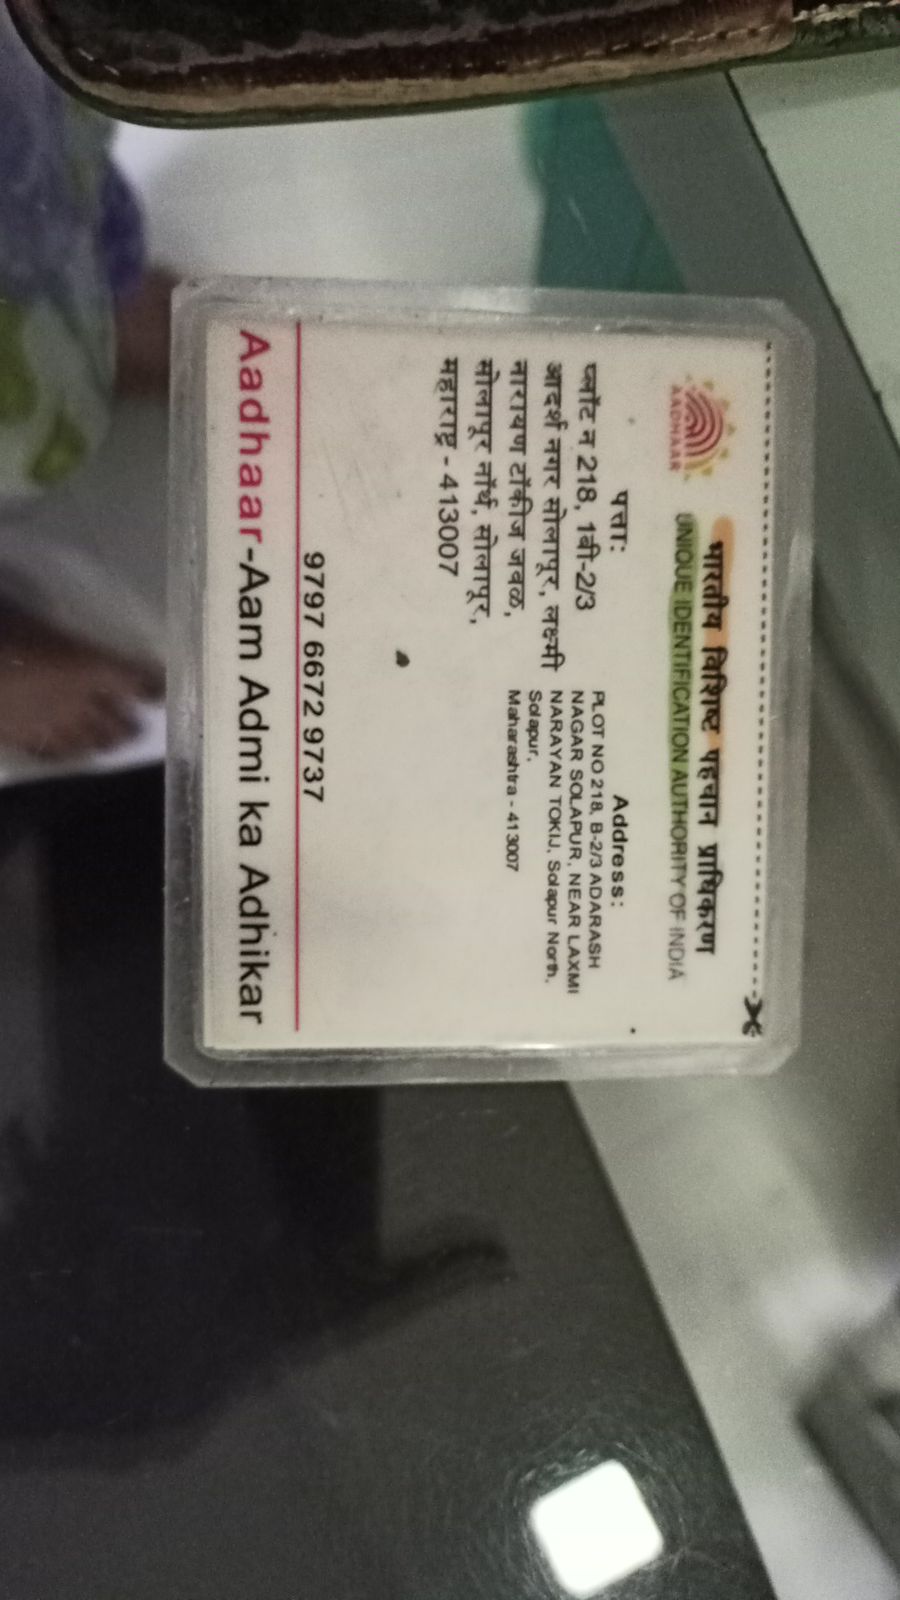 भारतीय विशिष्ट पहचान प्राधिकरण
UNIQUE IDENTIFICATION AUTHORITY OF INDIA
AADHAAR
पत्ता:
प्लॉट न 218, 1बी-2/3
आदर्श नगर सोलापूर, लक्ष्मी
नारायण टॉकीज जवळ,
सोलापूर नॉर्थ, सोलापूर,
महाराष्ट्र - 413007
Address:
PLOT NO 218, B-2/3 ADARASH
NAGAR SOLAPUR, NEAR LAXMI
NARAYAN TOKIJ, Solapur North,
Solapur,
Maharashtra - 413007
9797 6672 9737
Aadhaar-Aam Admi ka Adhikar